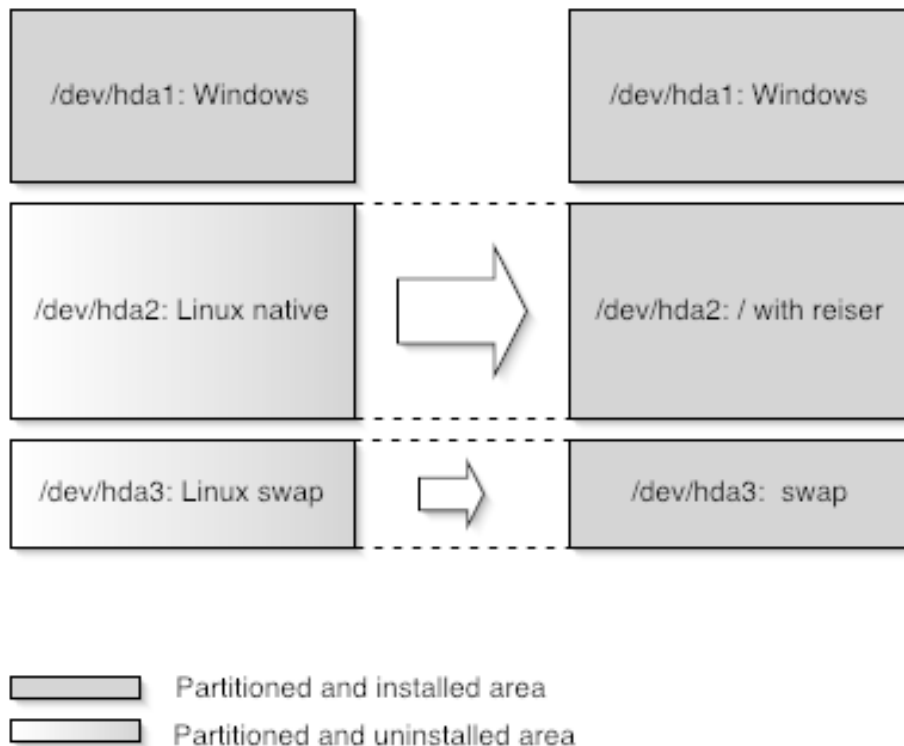 /dev/hda1: Windows
/dev/hda1: Windows
/dev/hda2: Linux native
/dev/hda2: / with reiser
/dev/hda3: Linux swap
/dev/hda3: swap
Partitioned and installed area
Partitioned and uninstalled area